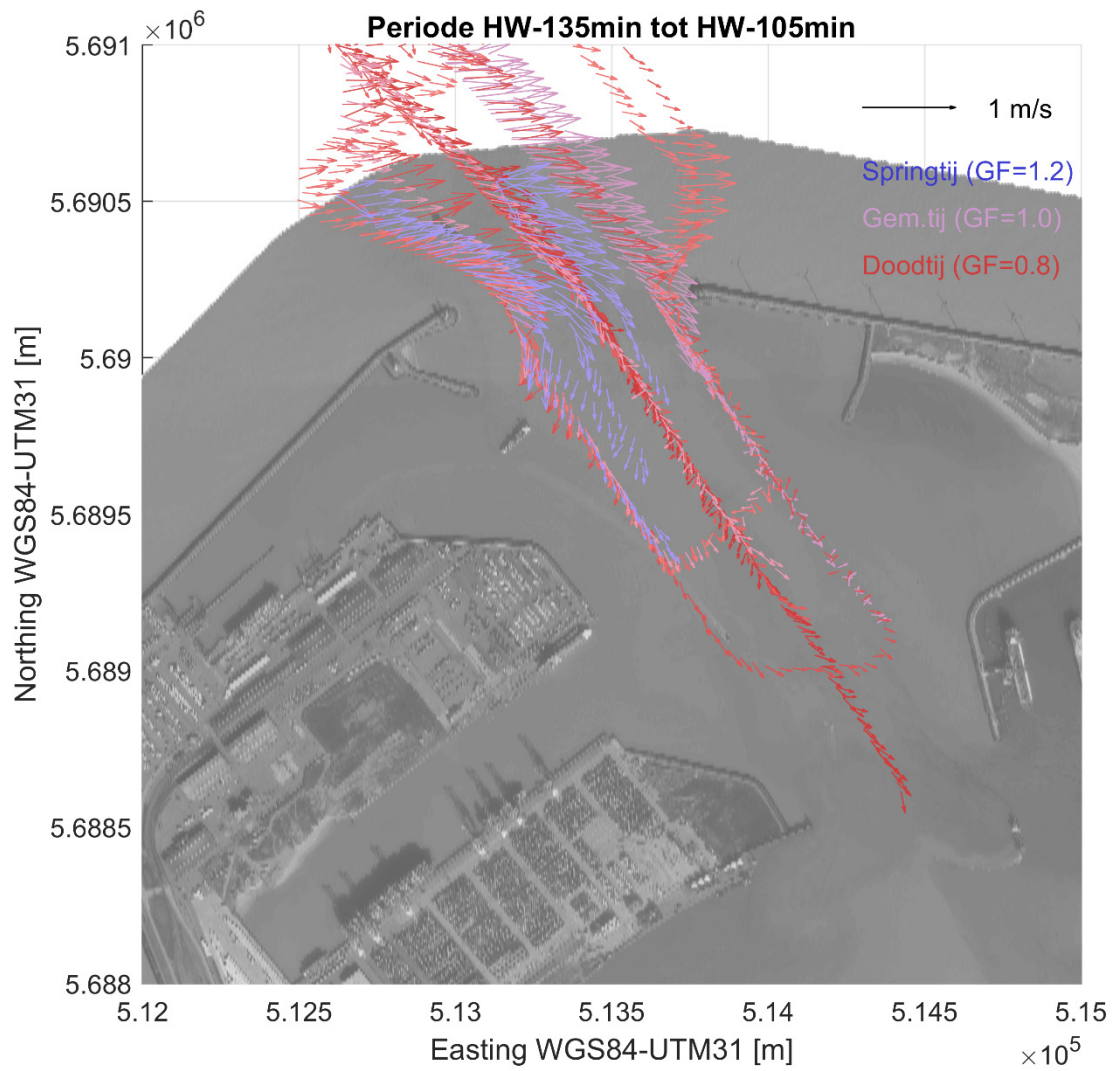 Periode HW-135min tot HW-105min
×10⁶
5.691
5.6905
5.69
5.6895
5.689
5.6885
5.688
Northing WGS84-UTM31 [m]
1 m/s
Springtij (GF=1.2)
Gem.tij (GF=1.0)
Doodtij (GF=0.8)
5.12 5.125 5.13 5.135 5.14 5.145 5.15
Easting WGS84-UTM31 [m]
×10⁵